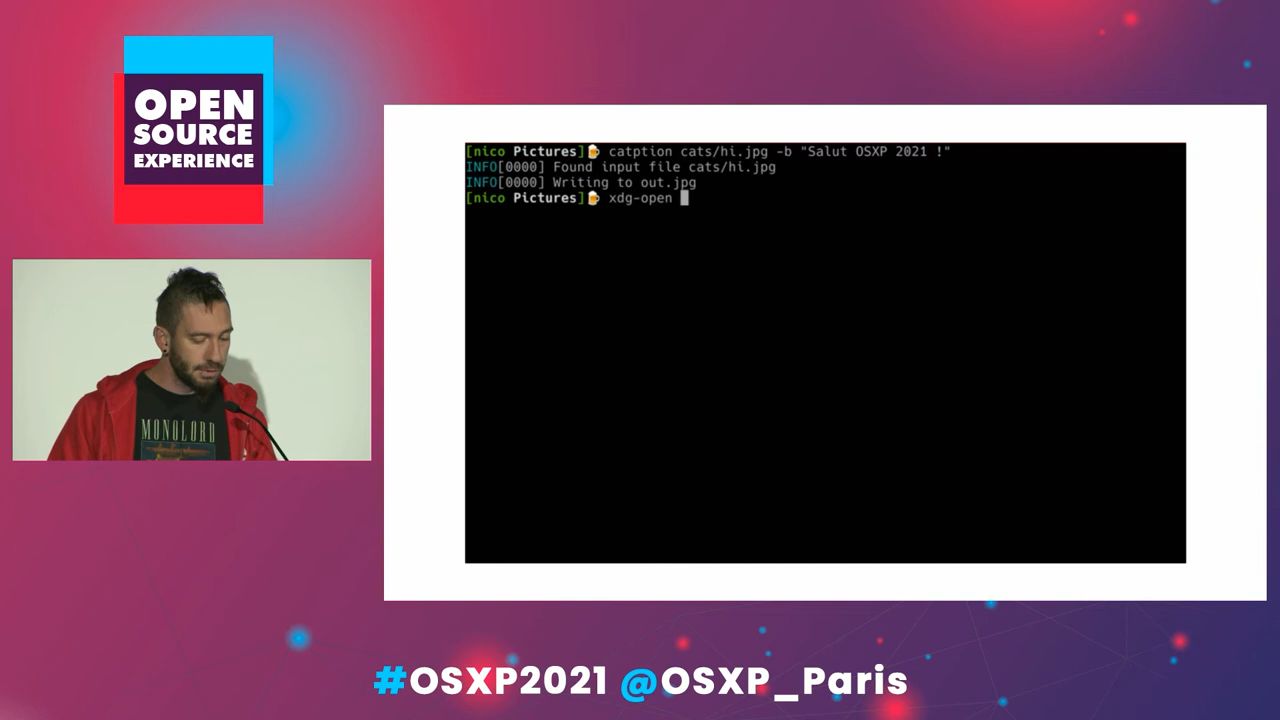 OPEN
SOURCE
EXPERIENCE
[nico Pictures]🍺 catption cats/hi.jpg -b "Salut OSXP 2021 !"
INFO[0000] Found input file cats/hi.jpg
INFO[0000] Writing to out.jpg
[nico Pictures]🍺 xdg-open
MONOLORD
#OSXP2021 @OSXP_Paris